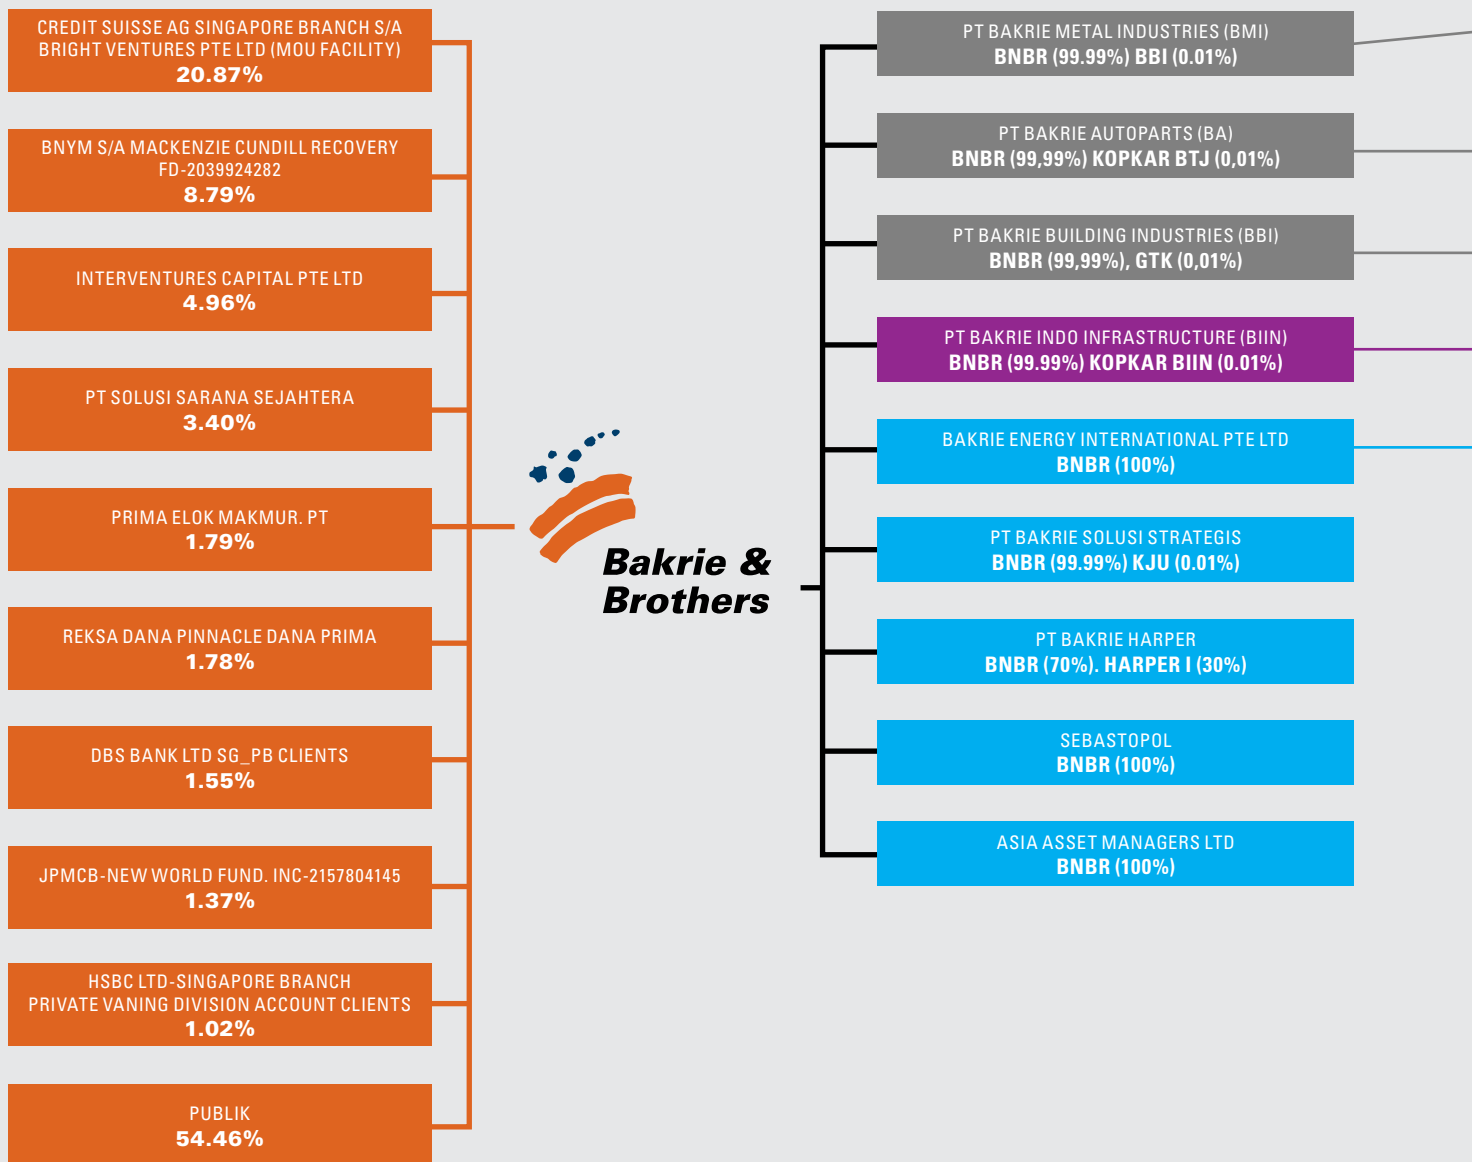 CREDIT SUISSE AG SINGAPORE BRANCH S/A
BRIGHT VENTURES PTE LTD (MOU FACILITY)
20.87%
BNYM S/A MACKENZIE CUNDILL RECOVERY
FD-2039924282
8.79%
INTERVENTURES CAPITAL PTE LTD
4.96%
PT SOLUSI SARANA SEJAHTERA
3.40%
PRIMA ELOK MAKMUR. PT
1.79%
REKSA DANA PINNACLE DANA PRIMA
1.78%
DBS BANK LTD SG_PB CLIENTS
1.55%
JPMCB-NEW WORLD FUND. INC-2157804145
1.37%
HSBC LTD-SINGAPORE BRANCH
PRIVATE VANING DIVISION ACCOUNT CLIENTS
1.02%
PUBLIK
54.46%
Bakrie &
Brothers
PT BAKRIE METAL INDUSTRIES (BMI)
BNBR (99.99%) BBI (0.01%)
PT BAKRIE AUTOPARTS (BA)
BNBR (99,99%) KOPKAR BTJ (0,01%)
PT BAKRIE BUILDING INDUSTRIES (BBI)
BNBR (99,99%), GTK (0,01%)
PT BAKRIE INDO INFRASTRUCTURE (BIIN)
BNBR (99.99%) KOPKAR BIIN (0.01%)
BAKRIE ENERGY INTERNATIONAL PTE LTD
BNBR (100%)
PT BAKRIE SOLUSI STRATEGIS
BNBR (99.99%) KJU (0.01%)
PT BAKRIE HARPER
BNBR (70%). HARPER I (30%)
SEBASTOPOL
BNBR (100%)
ASIA ASSET MANAGERS LTD
BNBR (100%)